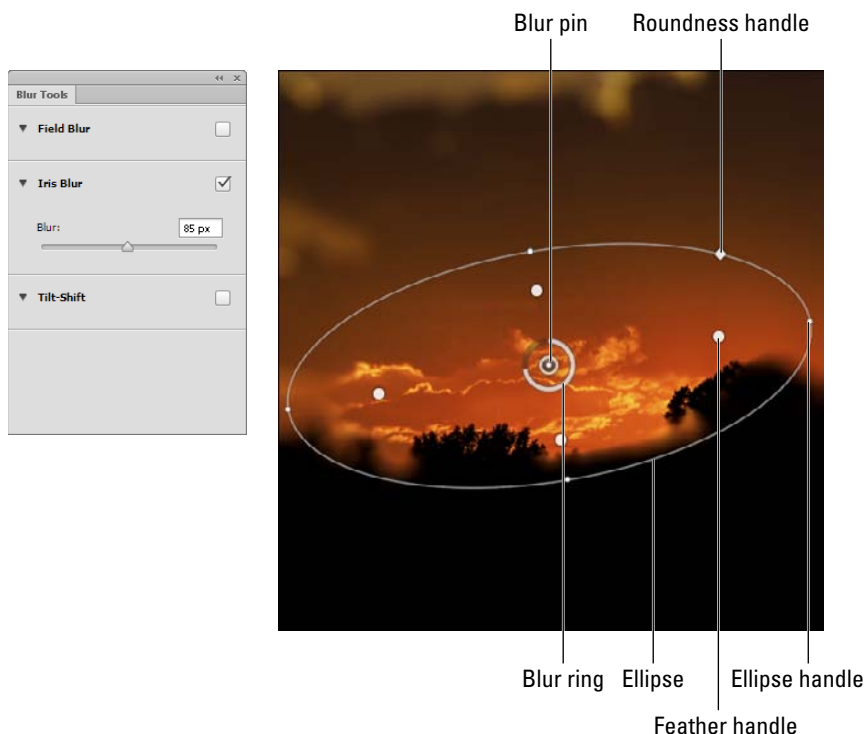 Blur pin
Roundness handle
Blur Tools
Field Blur
Iris Blur
Blur:
85 px
Tilt-Shift
Blur ring
Ellipse
Ellipse handle
Feather handle